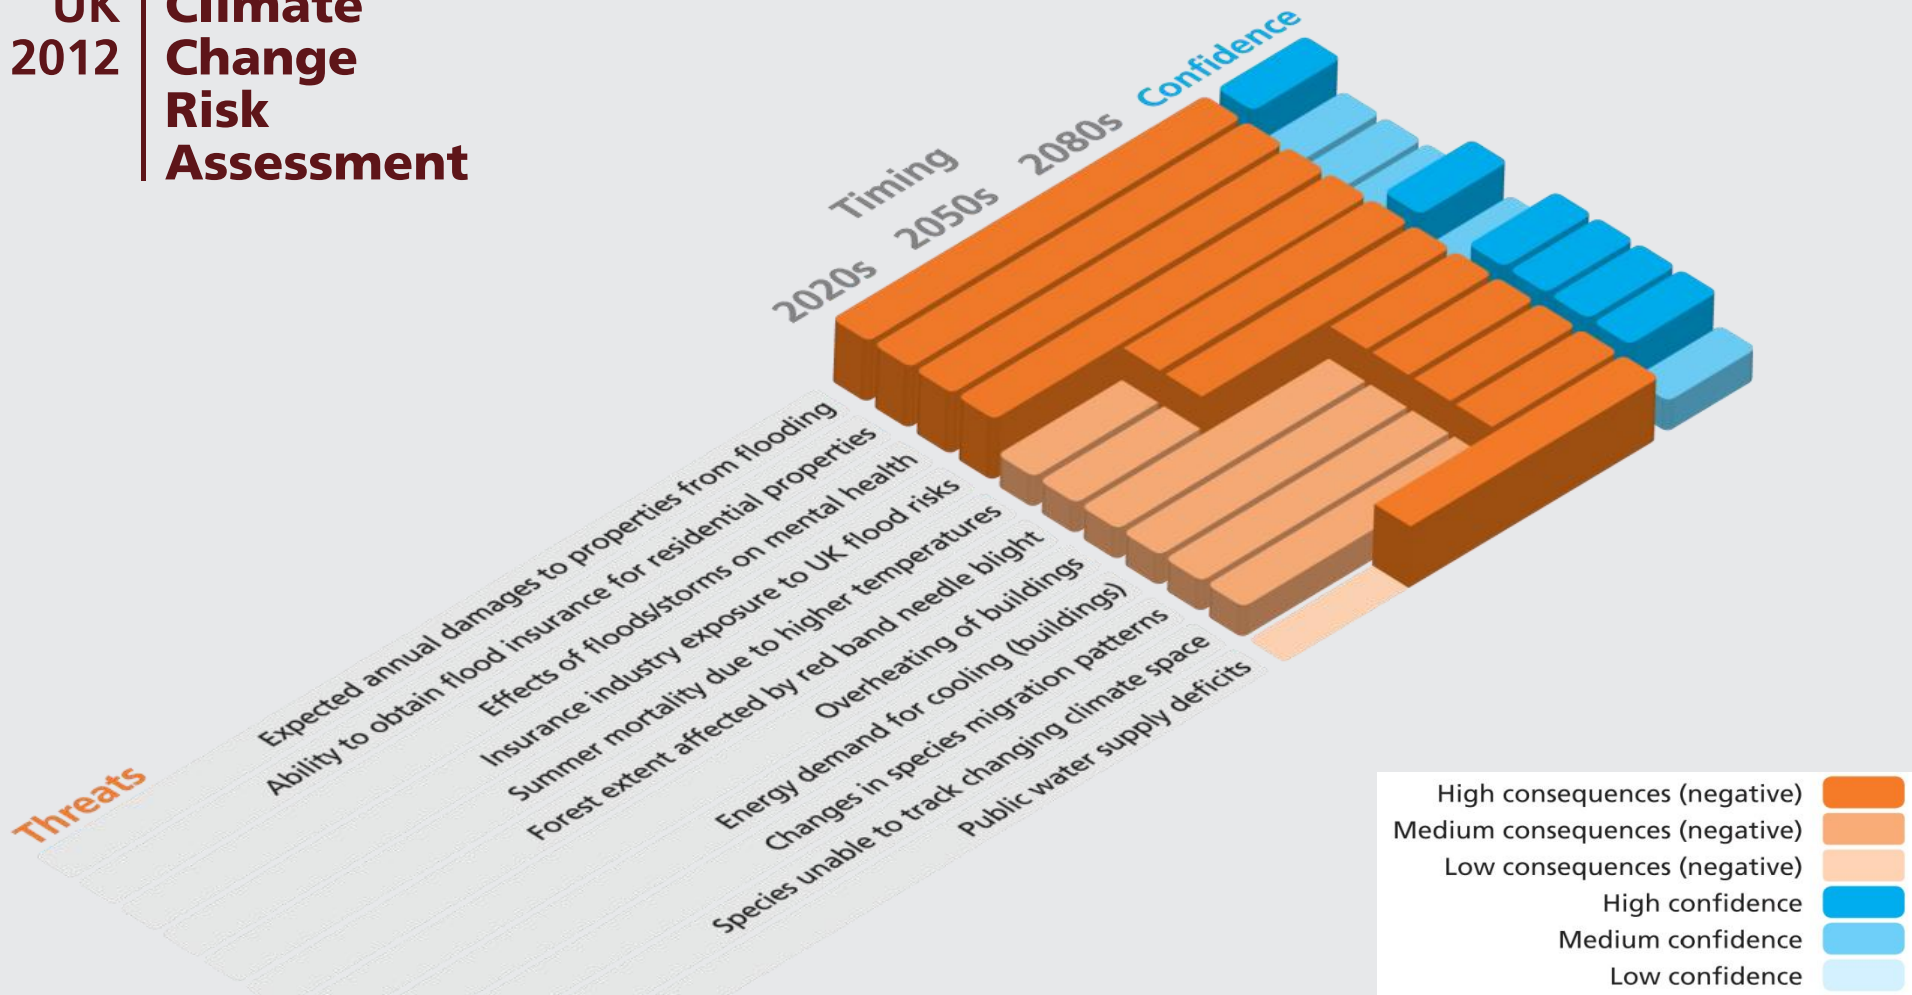 UK
2012
Climate
Change
Risk
Assessment
Confidence
Timing
2020s
2050s
2080s
Threats
Expected annual damages to properties from flooding
Ability to obtain flood insurance for residential properties
Effects of floods/storms on mental health
Insurance industry exposure to UK flood risks
Summer mortality due to higher temperatures
Forest extent affected by red band needle blight
Overheating of buildings
Energy demand for cooling (buildings)
Changes in species migration patterns
Species unable to track changing climate space
Public water supply deficits
High consequences (negative)
Medium consequences (negative)
Low consequences (negative)
High confidence
Medium confidence
Low confidence